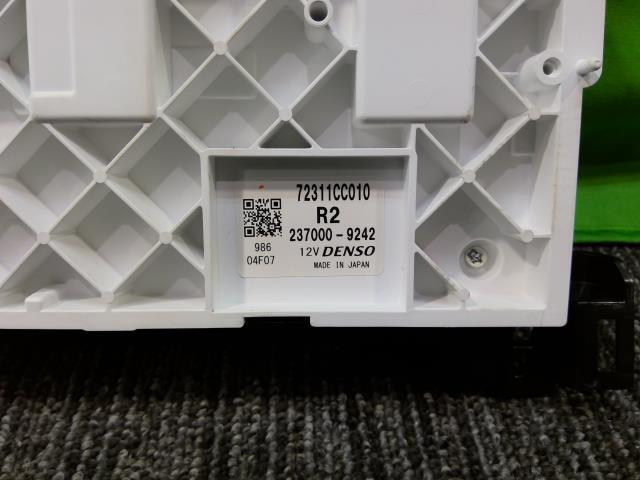 72311CC010
R2
237000-9242
986
12V DENSO
04F07
MADE IN JAPAN